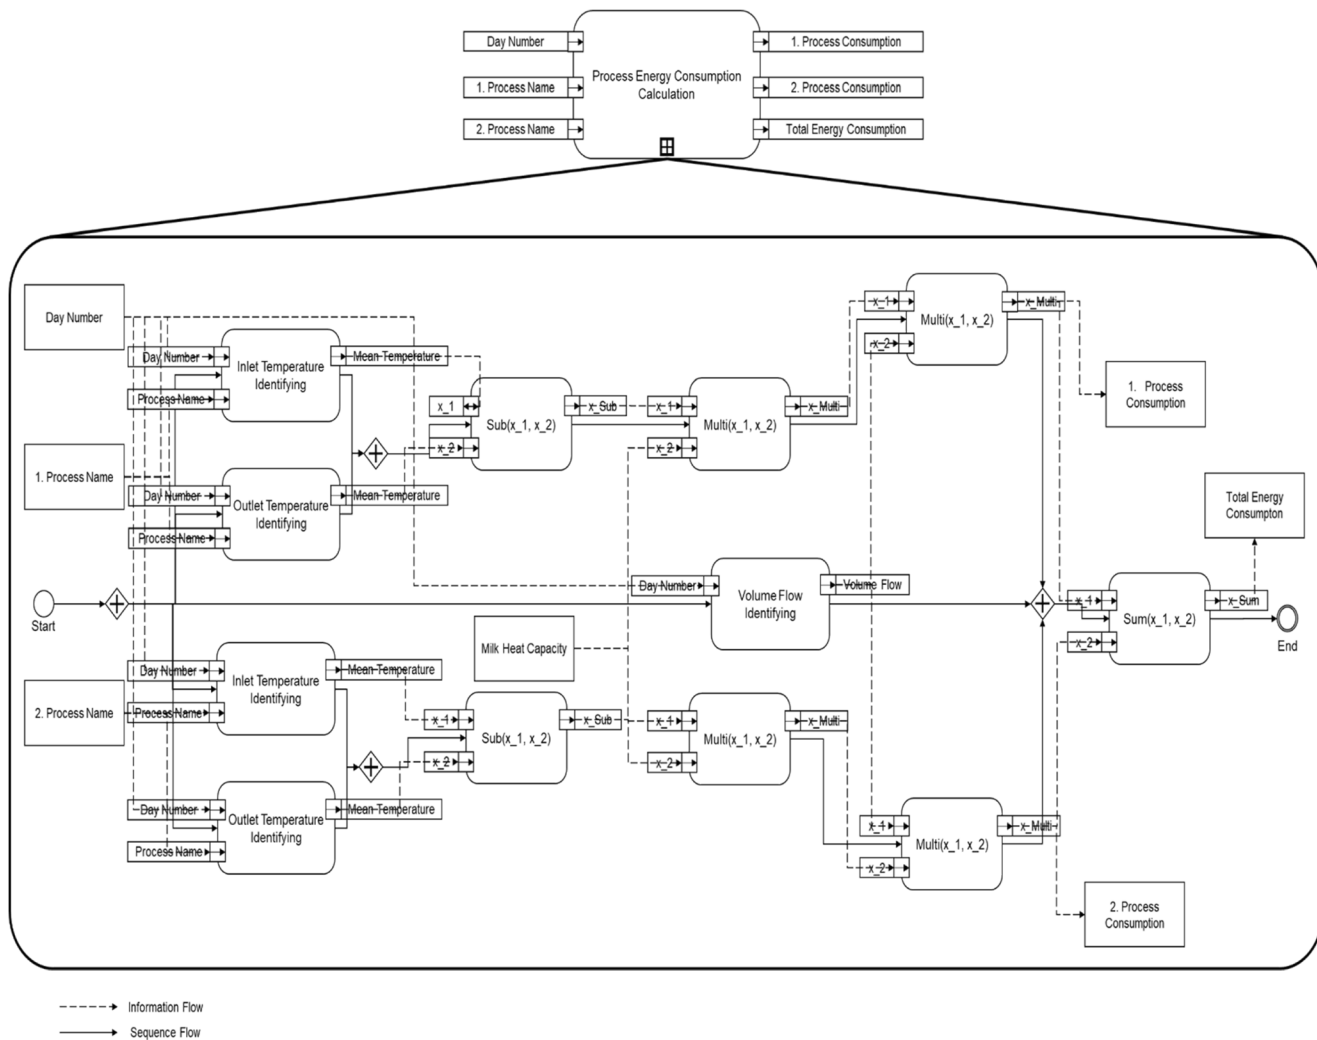 Day Number
1. Process Name
2. Process Name
Process Energy Consumption
Calculation
1. Process Consumption
2. Process Consumption
Total Energy Consumption
Day Number
1. Process Name
Start
2. Process Name
Day Number
Process Name
Inlet Temperature
Identifying
Mean Temperature
Day Number
Process Name
Outlet Temperature
Identifying
Mean Temperature
x_1
x_2
Sub(x_1, x_2)
x_Sub
x_1
x_2
Multi(x_1, x_2)
x_Multi
x_1
x_2
Multi(x_1, x_2)
x_Multi
1. Process
Consumption
Day Number
Volume Flow
Identifying
Volume Flow
Milk Heat Capacity
Day Number
Process Name
Inlet Temperature
Identifying
Mean Temperature
Day Number
Process Name
Outlet Temperature
Identifying
Mean Temperature
x_1
x_2
Sub(x_1, x_2)
x_Sub
x_1
x_2
Multi(x_1, x_2)
x_Multi
x_1
x_2
Multi(x_1, x_2)
x_Multi
2. Process
Consumption
x_1
x_2
Sum(x_1, x_2)
x_Sum
Total Energy
Consumpton
End
Information Flow
Sequence Flow